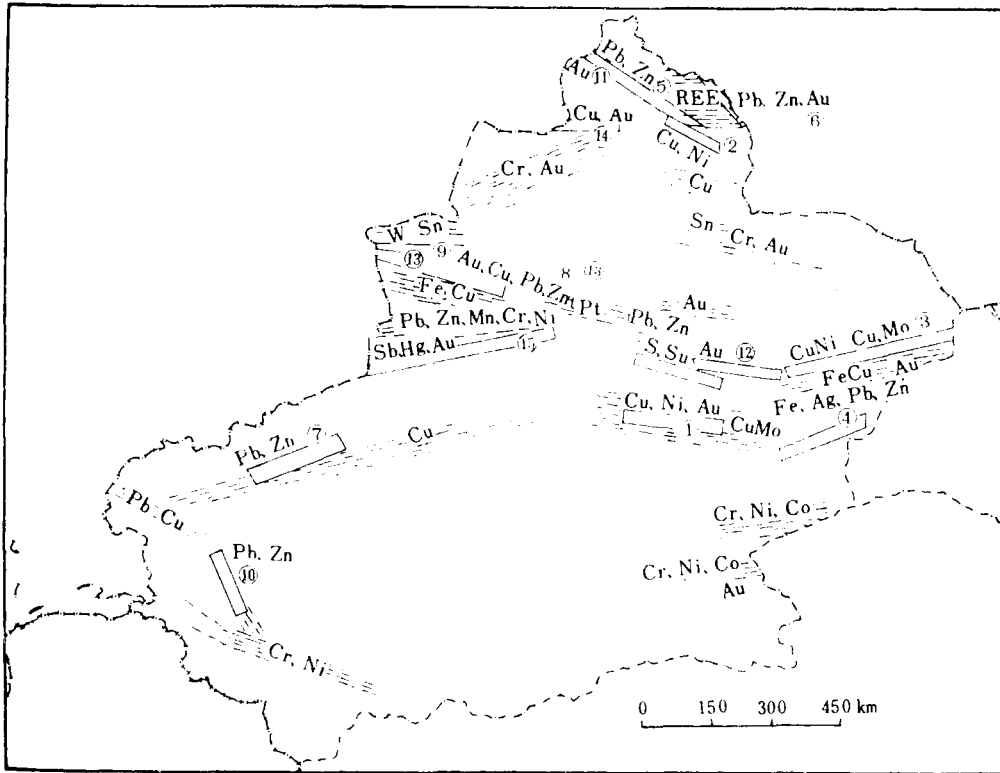 Pb, Zn 5
Au ⑪
REE
Pb, Zn, Au
6
Cu, Au
14
②
Cu, Ni
Cr, Au
Cu
W Sn
Sn Cr, Au
⑬
9 Au, Cu, Pb, Zn
8
Pt
Fe, Cu
Au
Pb, Zn, Mn, Cr, Ni
Pb, Zn
Sb, Hg, Au
S, Su
Au ⑫
CuNi Cu, Mo ③
FeCu Au
Fe, Ag, Pb, Zn
④
Cu, Ni, Au
1
CuMo
Pb, Zn ⑦
Cu
Pb Cu
Cr, Ni, Co
Pb, Zn
⑩
Cr, Ni, Co
Au
Cr, Ni
0 150 300 450 km